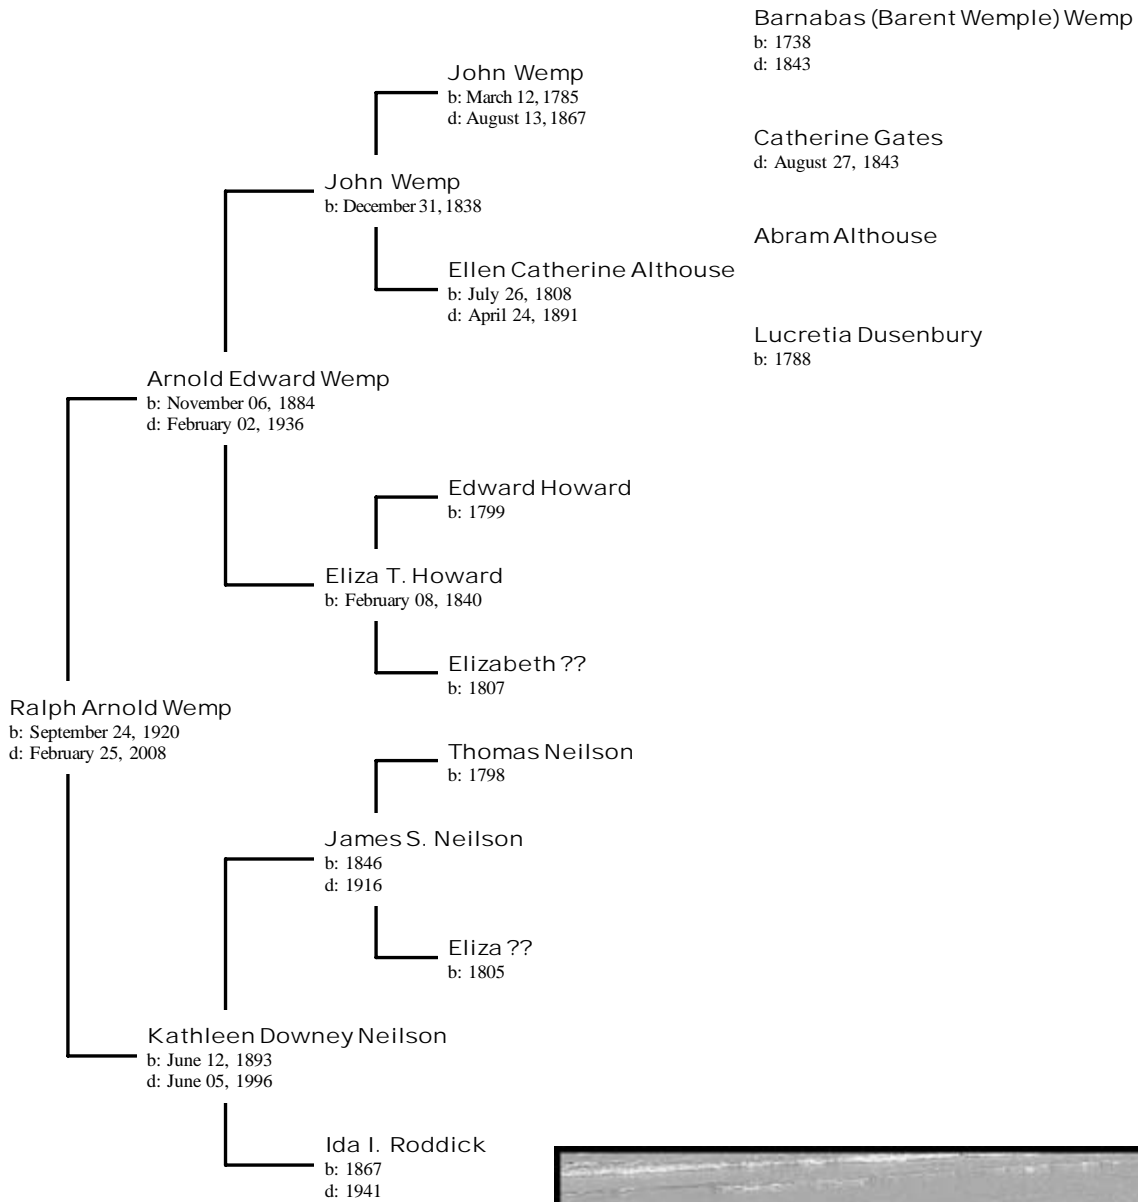 Barnabas (Barent Wemple) Wemp
b: 1738
d: 1843
John Wemp
b: March 12, 1785
d: August 13, 1867
Catherine Gates
d: August 27, 1843
John Wemp
b: December 31, 1838
Abram Althouse
Ellen Catherine Althouse
b: July 26, 1808
d: April 24, 1891
Lucretia Dusenbury
b: 1788
Arnold Edward Wemp
b: November 06, 1884
d: February 02, 1936
Edward Howard
b: 1799
Eliza T. Howard
b: February 08, 1840
Elizabeth ??
b: 1807
Ralph Arnold Wemp
b: September 24, 1920
d: February 25, 2008
Thomas Neilson
b: 1798
James S. Neilson
b: 1846
d: 1916
Eliza ??
b: 1805
Kathleen Downey Neilson
b: June 12, 1893
d: June 05, 1996
Ida I. Roddick
b: 1867
d: 1941